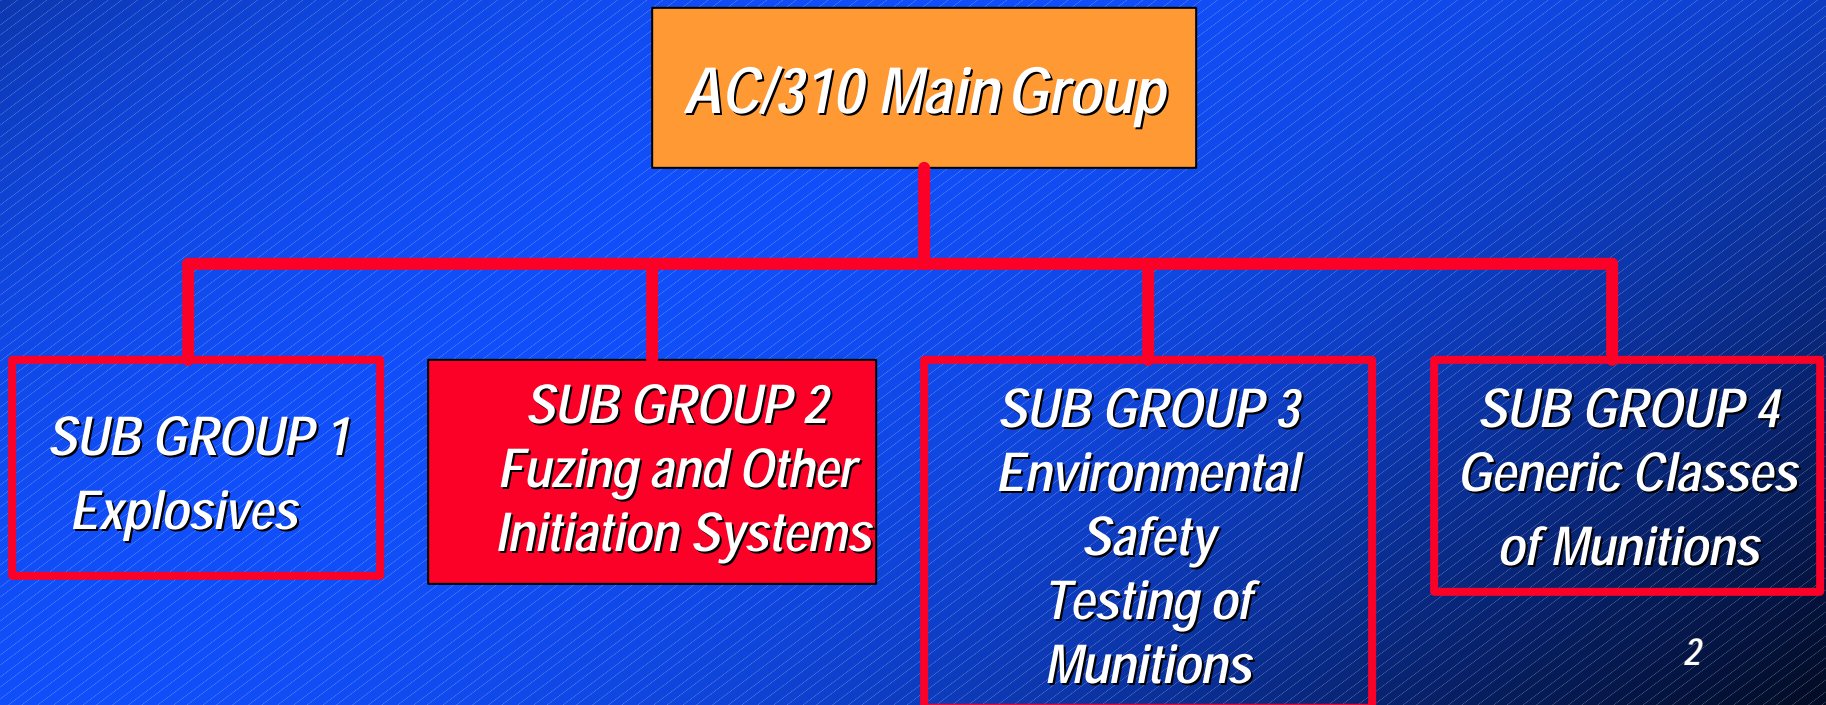 AC/310 Main Group
SUB GROUP 1
Explosives
SUB GROUP 2
Fuzing and Other
Initiation Systems
SUB GROUP 3
Environmental
Safety
Testing of
Munitions
SUB GROUP 4
Generic Classes
of Munitions
2